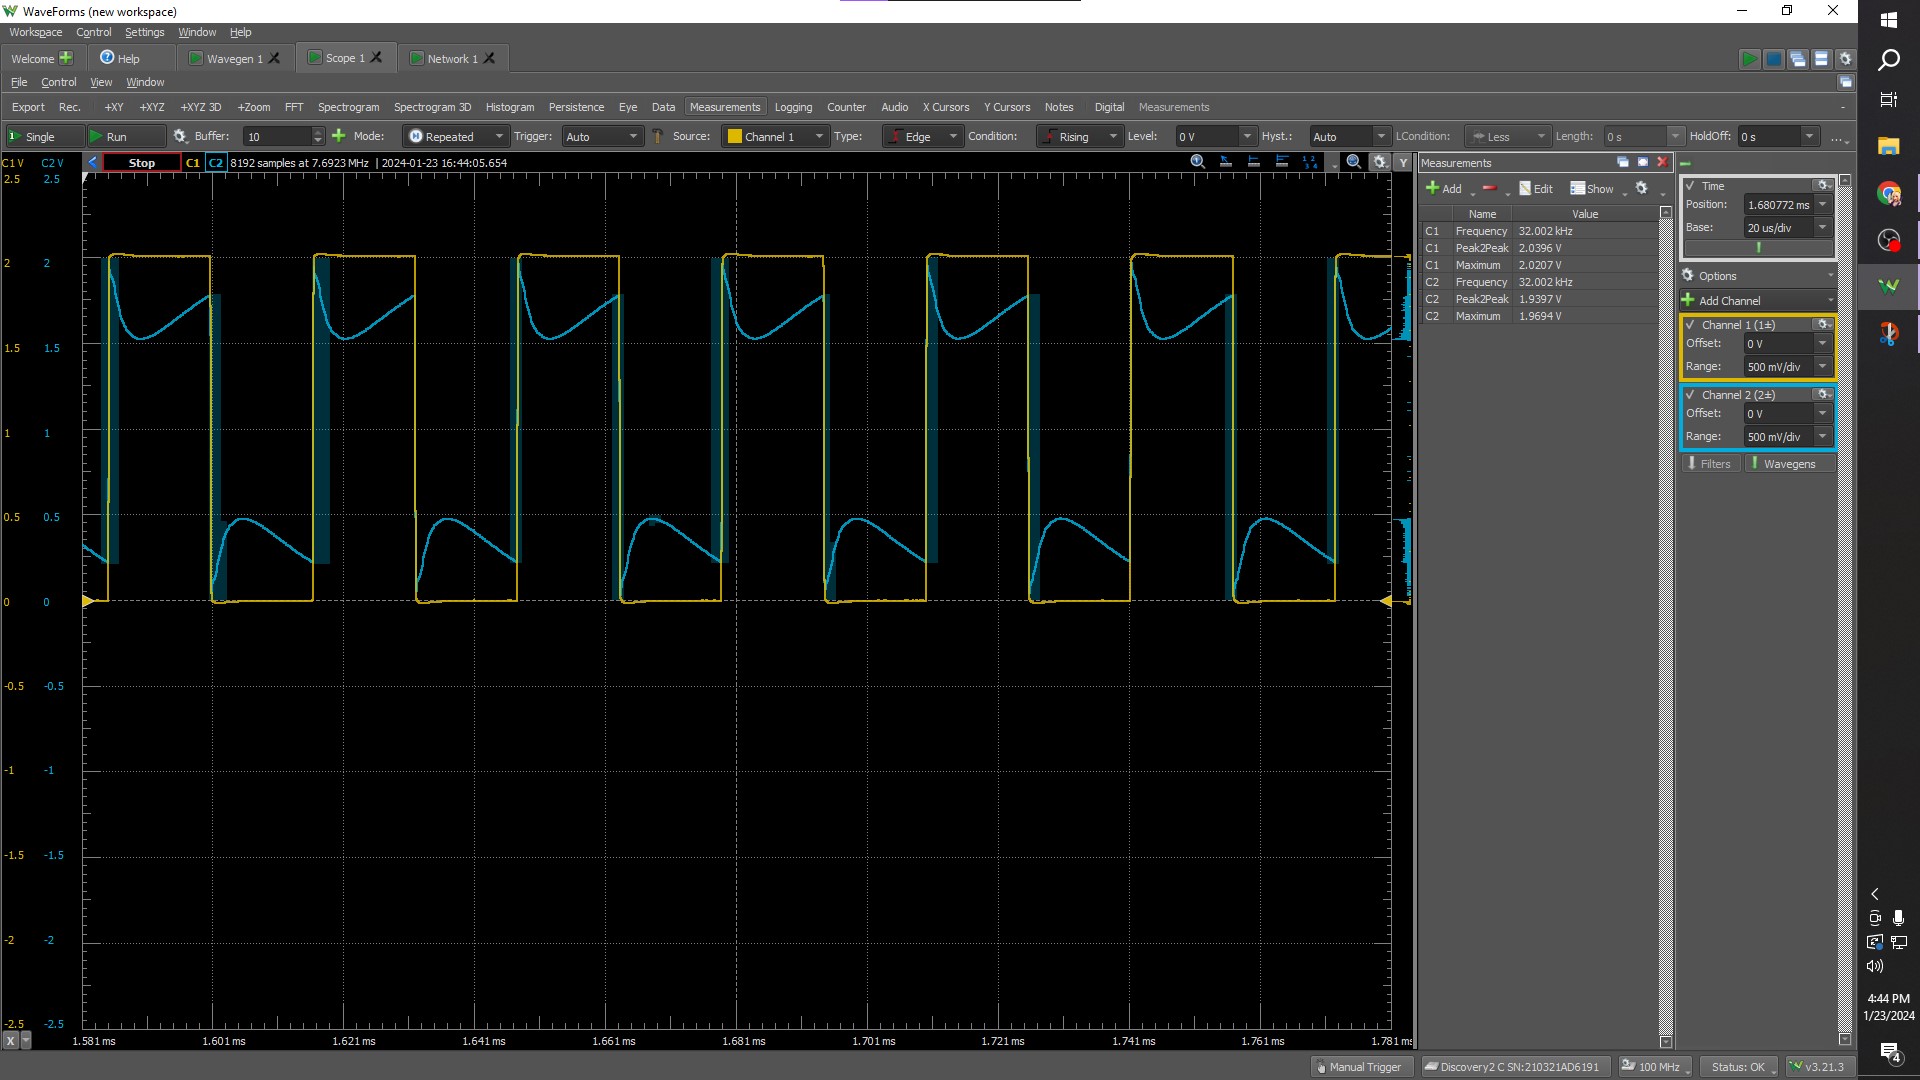 WaveForms (new workspace)
Workspace Control Settings Window Help
Welcome Help Wavegen 1 Scope 1 Network 1
File Control View Window
Export Rec. +XY +XYZ +XYZ 3D +Zoom FFT Spectrogram Spectrogram 3D Histogram Persistence Eye Data Measurements Logging Counter Audio X Cursors Y Cursors Notes Digital Measurements
Single Run Buffer: 10 Mode: Repeated Trigger: Auto Source: Channel 1 Type: Edge Condition: Rising Level: 0 V Hyst.: Auto LCondition: Less Length: 0 s HoldOff: 0 s ...
C1 V C2 V Stop C1 C2 8192 samples at 7.6923 MHz | 2024-01-23 16:44:05.654 Y
2.5 2.5
2 2
1.5 1.5
1 1
0.5 0.5
0 0
-0.5 -0.5
-1 -1
-1.5 -1.5
-2 -2
-2.5 -2.5
X 1.581 ms 1.601 ms 1.621 ms 1.641 ms 1.661 ms 1.681 ms 1.701 ms 1.721 ms 1.741 ms 1.761 ms 1.781 ms
Measurements
Add Edit Show
Name Value
C1 Frequency 32.002 kHz
C1 Peak2Peak 2.0396 V
C1 Maximum 2.0207 V
C2 Frequency 32.002 kHz
C2 Peak2Peak 1.9397 V
C2 Maximum 1.9694 V
Time
Position: 1.680772 ms
Base: 20 us/div
Options
Add Channel
Channel 1 (1±)
Offset: 0 V
Range: 500 mV/div
Channel 2 (2±)
Offset: 0 V
Range: 500 mV/div
Filters Wavegens
Manual Trigger Discovery2 C SN:210321AD6191 100 MHz Status: OK v3.21.3
4:44 PM
1/23/2024
4